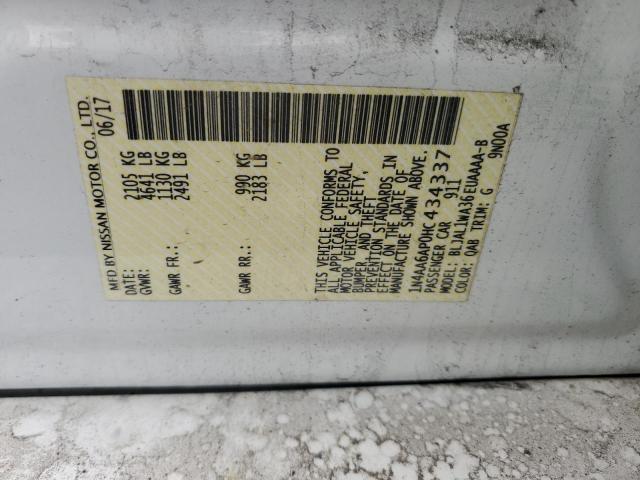 MFD BY NISSAN MOTOR CO., LTD.
DATE: 06/17
GVWR: 2105 KG
4641 LB
GAWR FR.: 1130 KG
2491 LB
GAWR RR.: 990 KG
2183 LB
THIS VEHICLE CONFORMS TO
ALL APPLICABLE FEDERAL
MOTOR VEHICLE SAFETY,
BUMPER, AND THEFT
PREVENTION STANDARDS IN
EFFECT ON THE DATE OF
MANUFACTURE SHOWN ABOVE.
1N4AA6AP0HC434337
PASSENGER CAR 911
MODEL: BLJAL1WA36EUAAAA-B
COLOR: QAB TRIM: G 9N00A